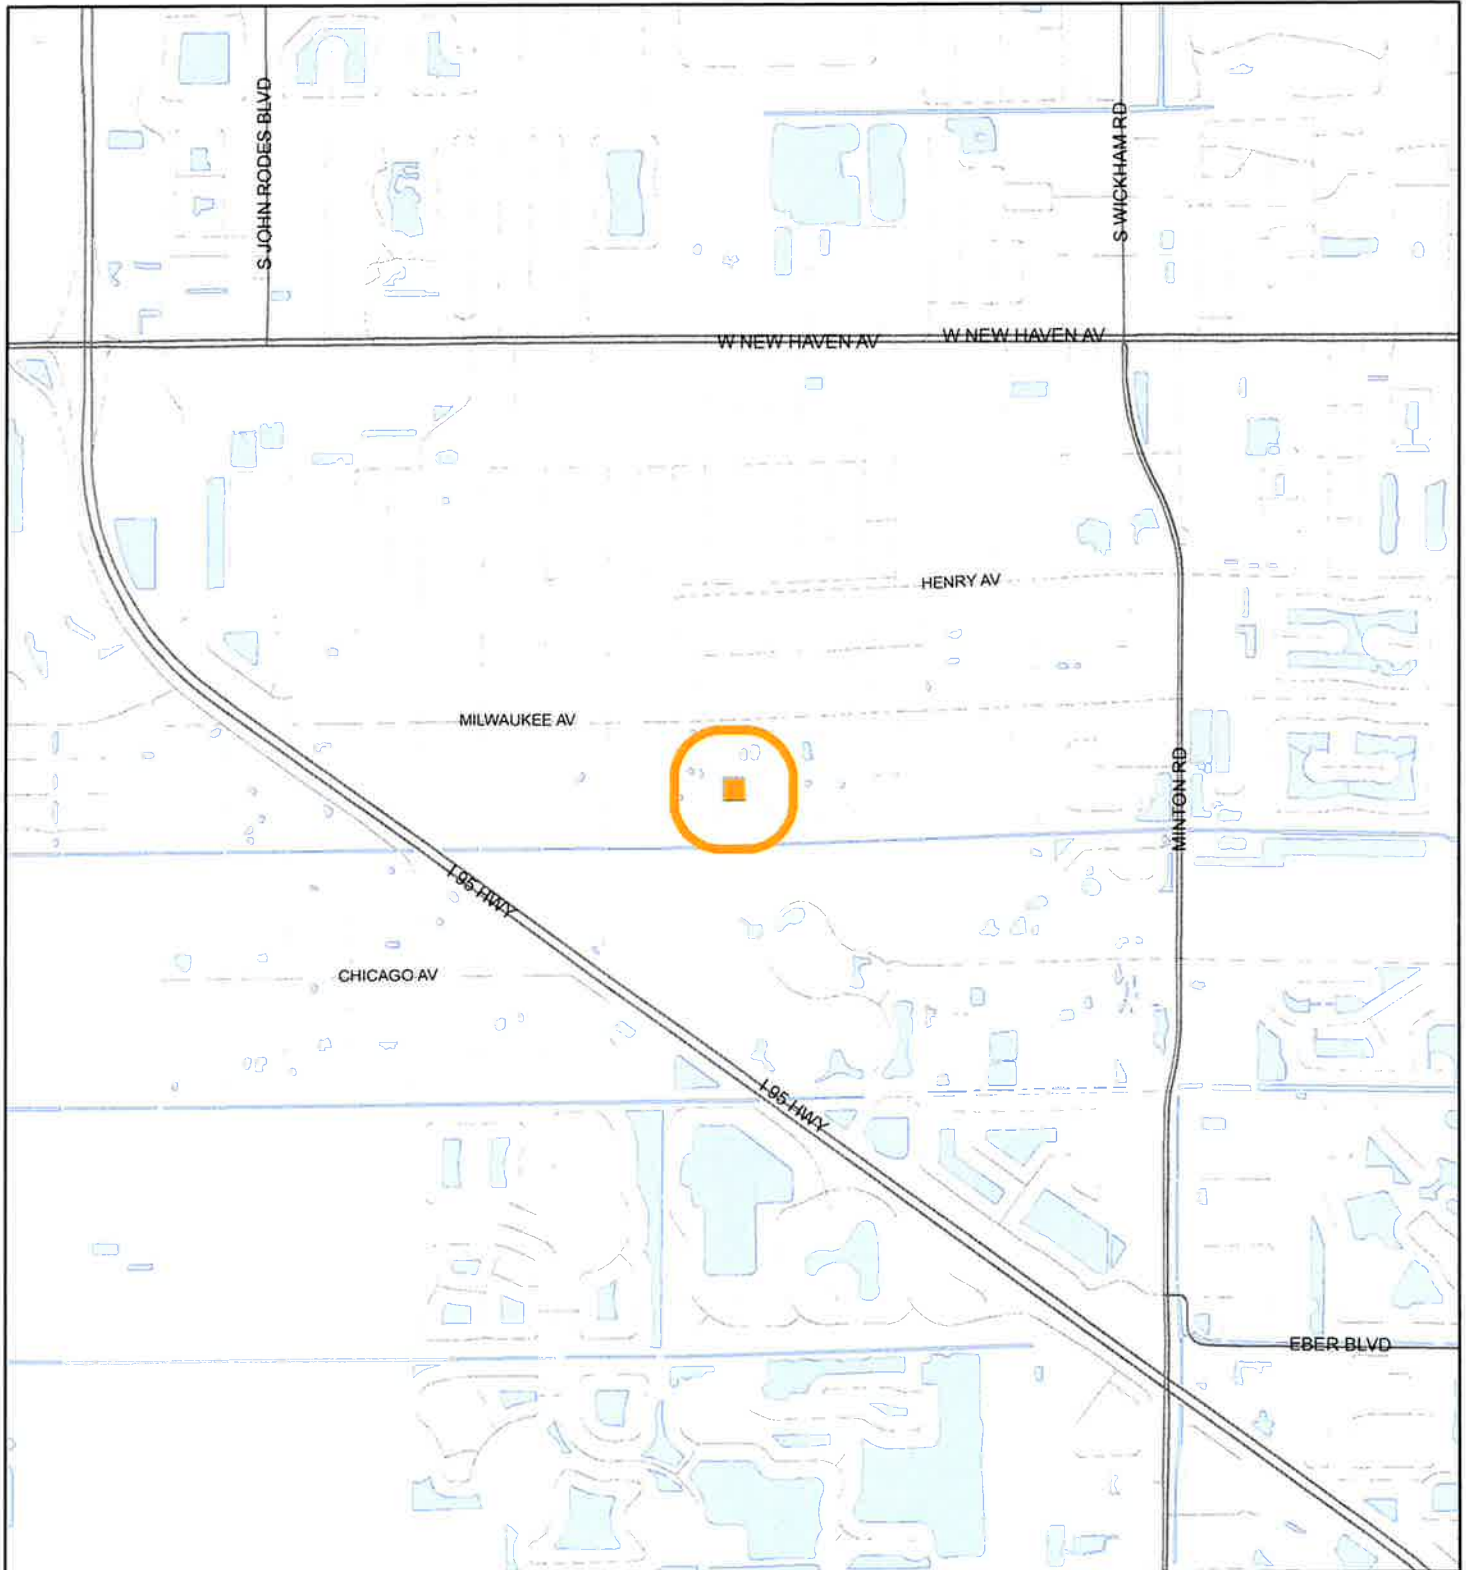 S JOHN RODES BLVD
S WICKHAM RD
W NEW HAVEN AV
W NEW HAVEN AV
HENRY AV
MILWAUKEE AV
MINTON RD
I 95 HWY
CHICAGO AV
I 95 HWY
EBER BLVD